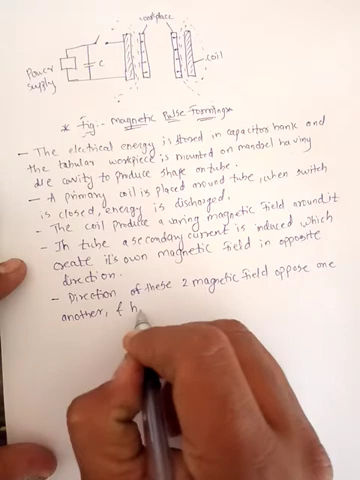 workpiece
Power
supply
C
coil
* Fig:- Magnetic Pulse Forming *
- The electrical energy is stored in capacitor bank and
the tabular workpiece is mounted on mandrel having
die cavity to produce shape on tube.
- A primary coil is placed around tube, when switch
is closed, energy is discharged.
- The coil produce a varing magnetic field around it
- In tube a secondary current is induced which
create it's own magnetic field in opposite
direction.
- Direction of these 2 magnetic field oppose one
another, & h